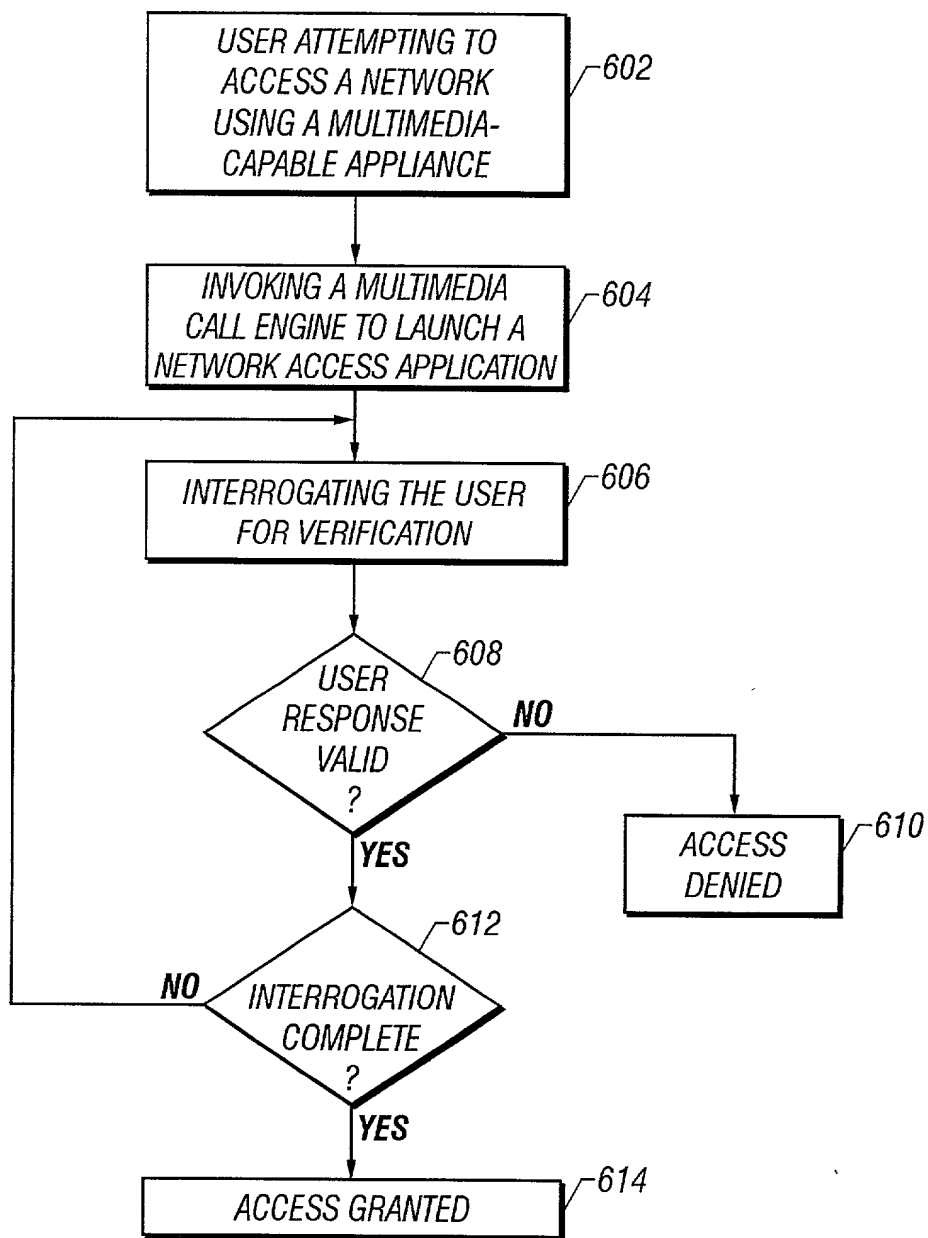 USER ATTEMPTING TO
ACCESS A NETWORK
USING A MULTIMEDIA-
CAPABLE APPLIANCE
602
INVOKING A MULTIMEDIA
CALL ENGINE TO LAUNCH A
NETWORK ACCESS APPLICATION
604
INTERROGATING THE USER
FOR VERIFICATION
606
USER
RESPONSE
VALID
?
608
NO
YES
ACCESS
DENIED
610
INTERROGATION
COMPLETE
?
612
NO
YES
ACCESS GRANTED
614